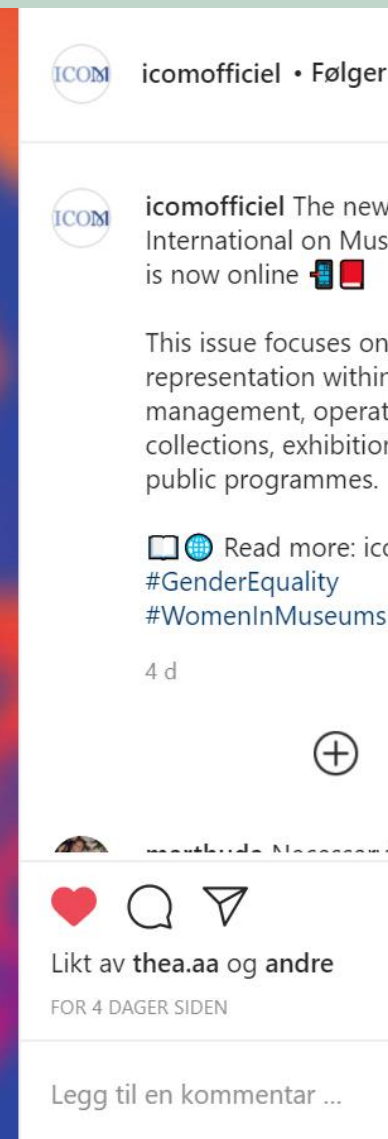 ICOM
icomofficiel • Følger
ICOM
icomofficiel The new
International on Mus
is now online
This issue focuses on
representation within
management, operat
collections, exhibition
public programmes.
Read more: ico
#GenderEquality
#WomenInMuseums
4 d
Likt av thea.aa og andre
FOR 4 DAGER SIDEN
Legg til en kommentar ...